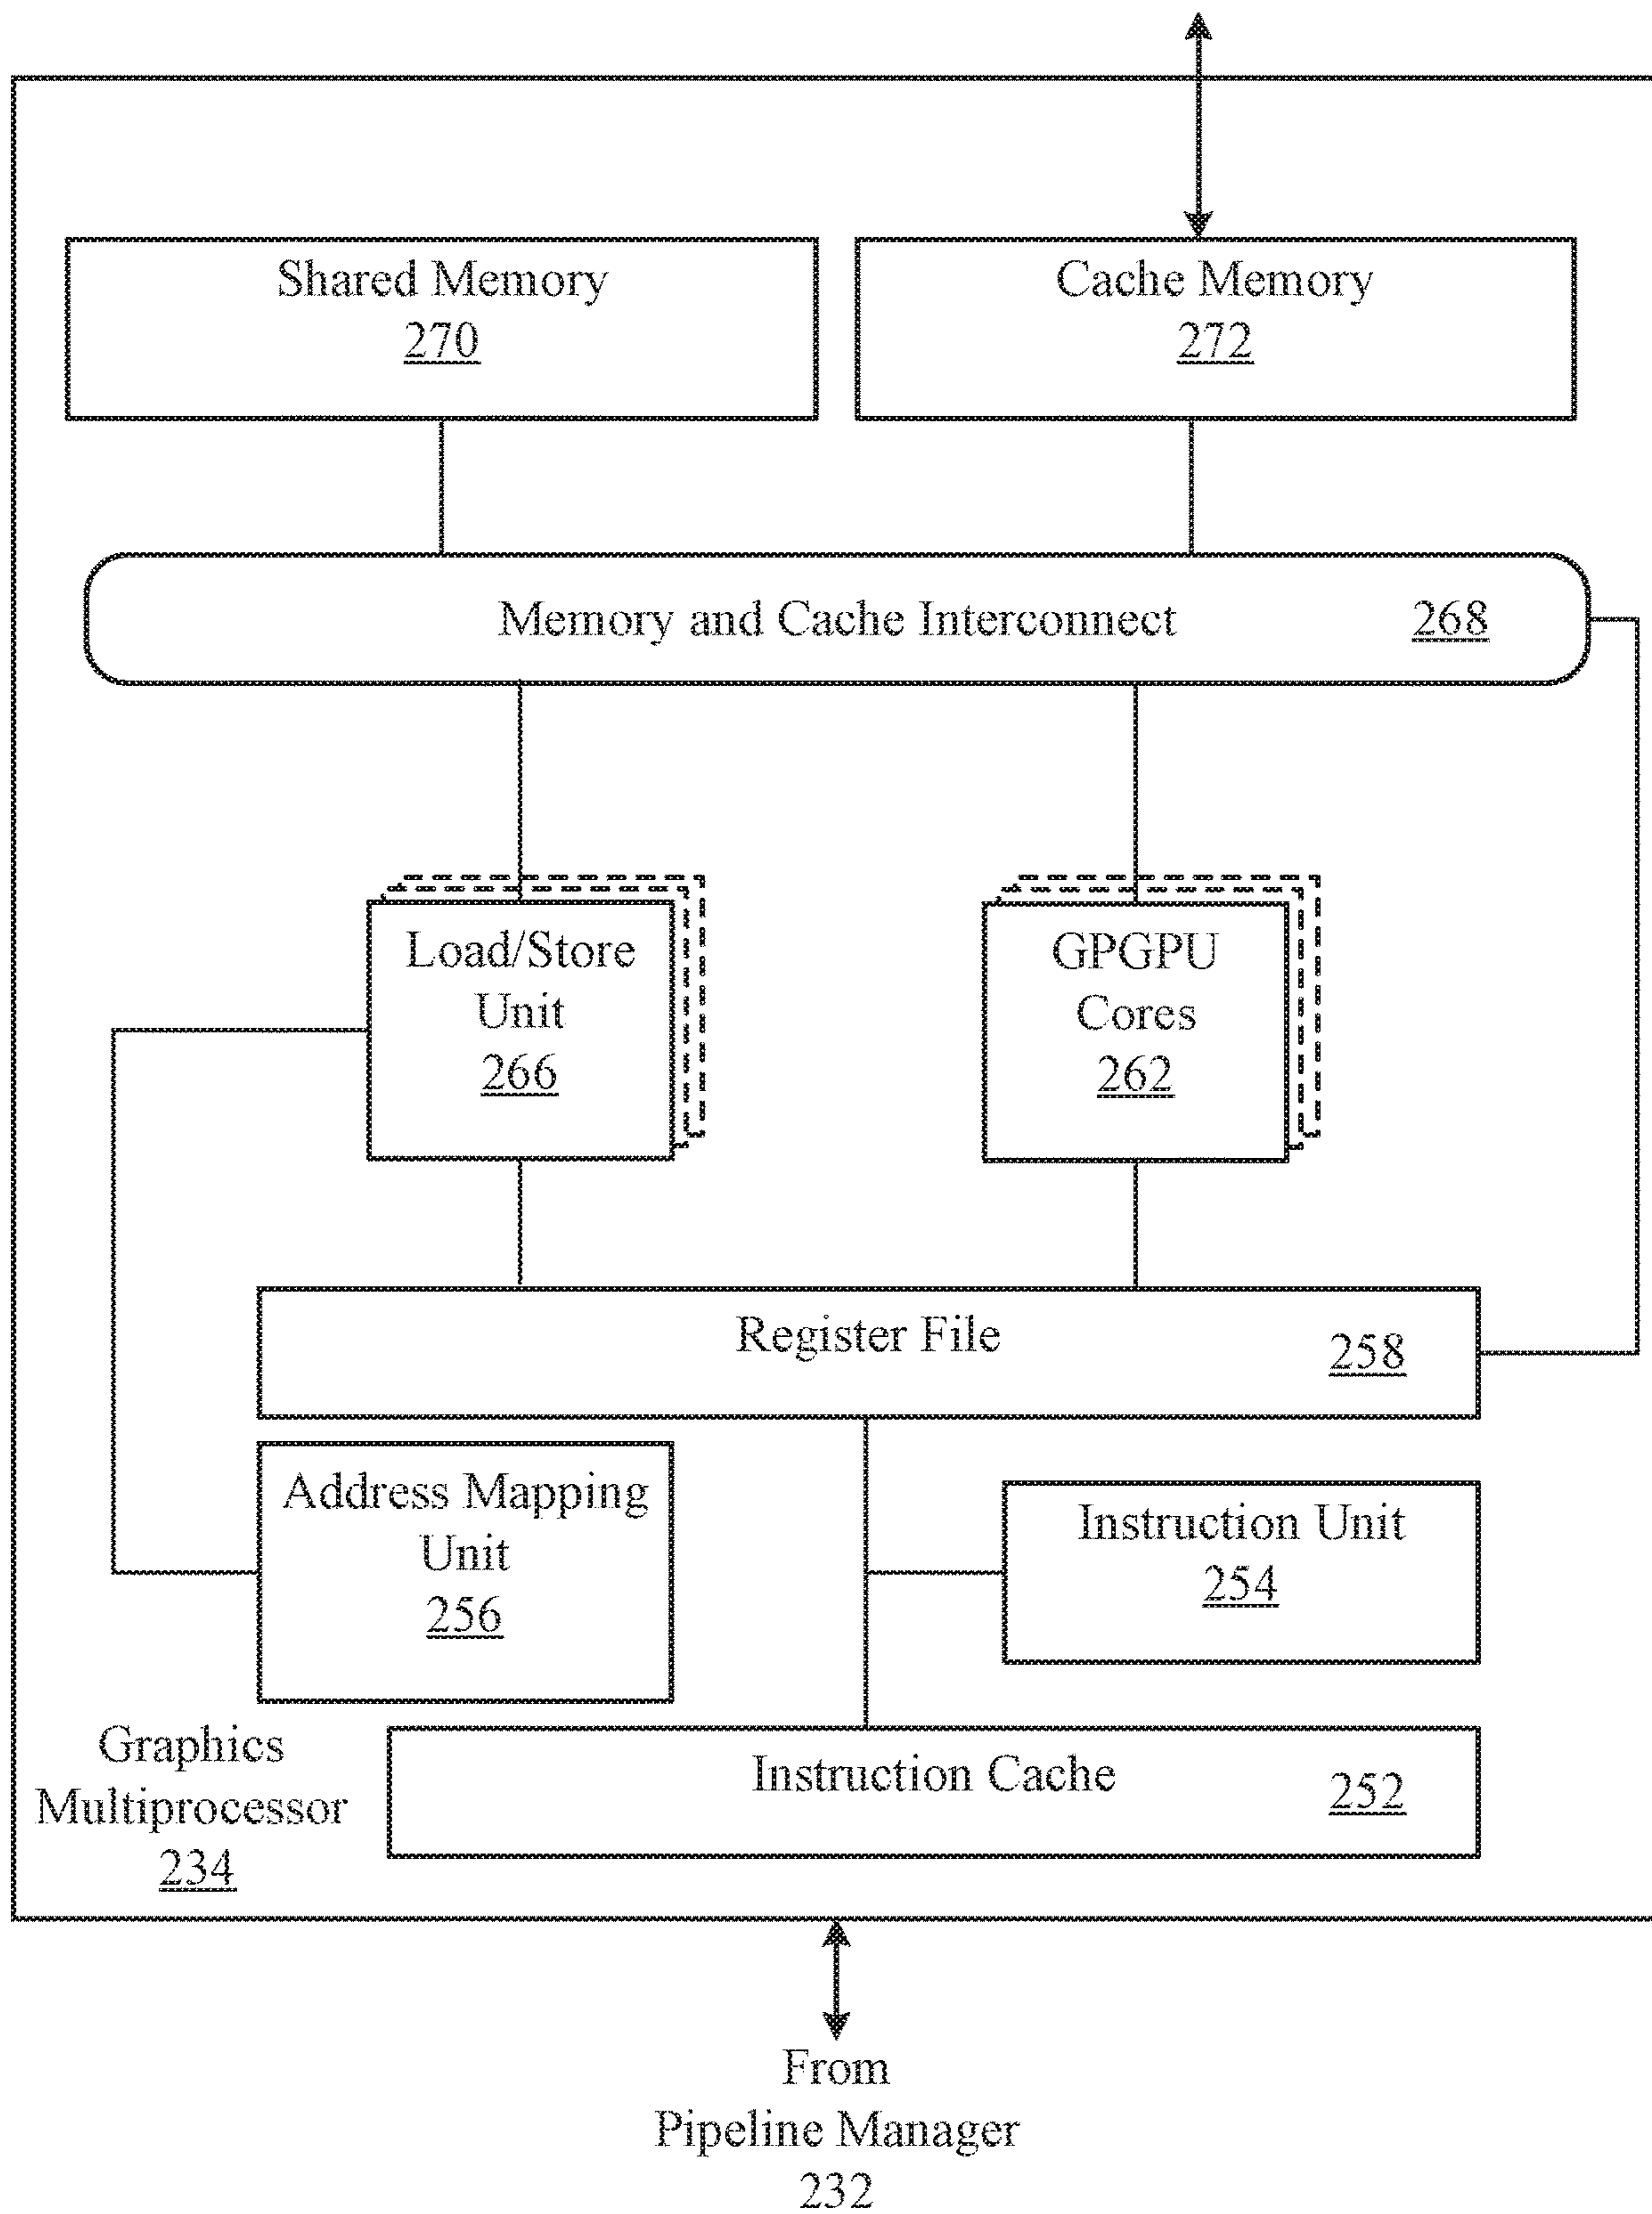 Shared Memory
270
Cache Memory
272
Memory and Cache Interconnect 268
Load/Store
Unit
266
GPGPU
Cores
262
Register File 258
Address Mapping
Unit
256
Instruction Unit
254
Graphics
Multiprocessor
234
Instruction Cache 252
From
Pipeline Manager
232